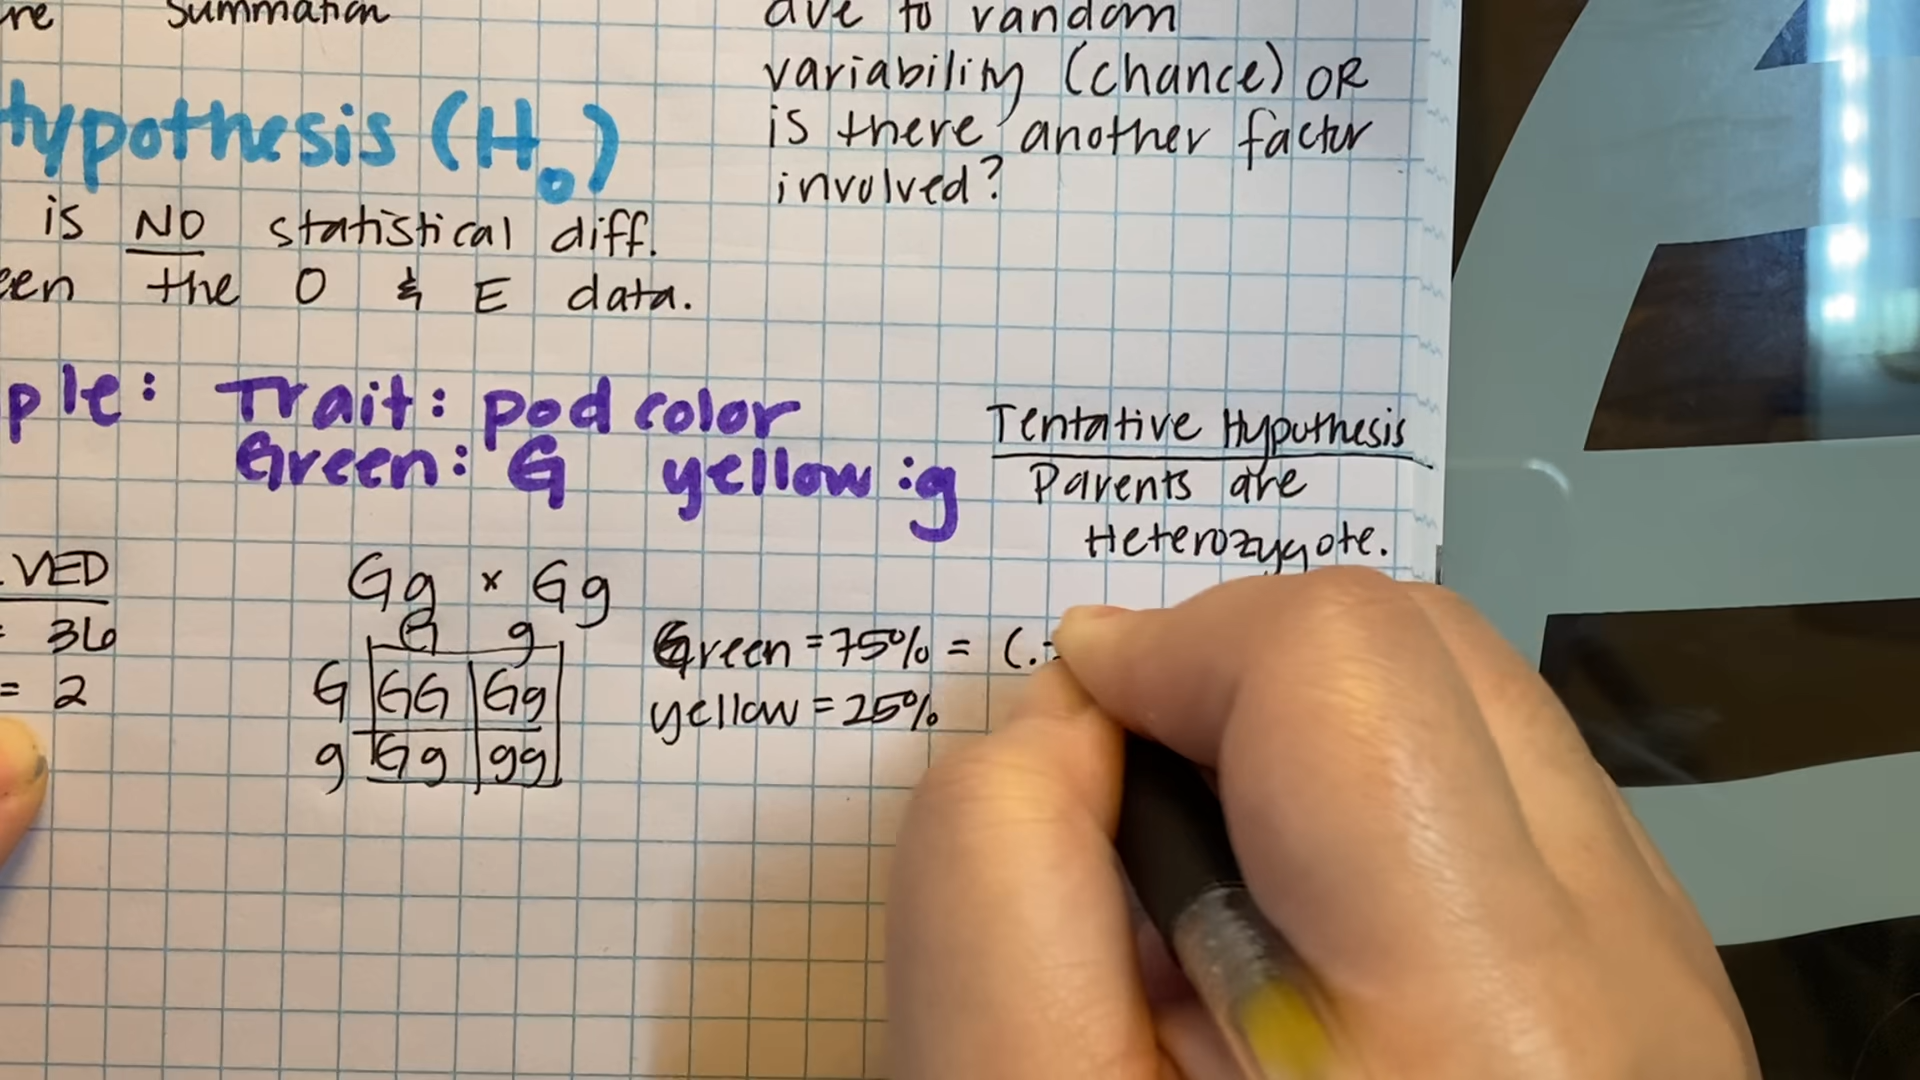 re summation
due to random
variability (chance) OR
is there another factor
involved?
Hypothesis (H₀)
is NO statistical diff.
een the O & E data.
ple: Trait: pod color
Green: G yellow :g
Tentative Hypothesis
Parents are
Heterozygote.
VED
= 36
= 2
Gg × Gg
G g
G GG Gg
g Gg gg
Green = 75% = (.
yellow = 25%